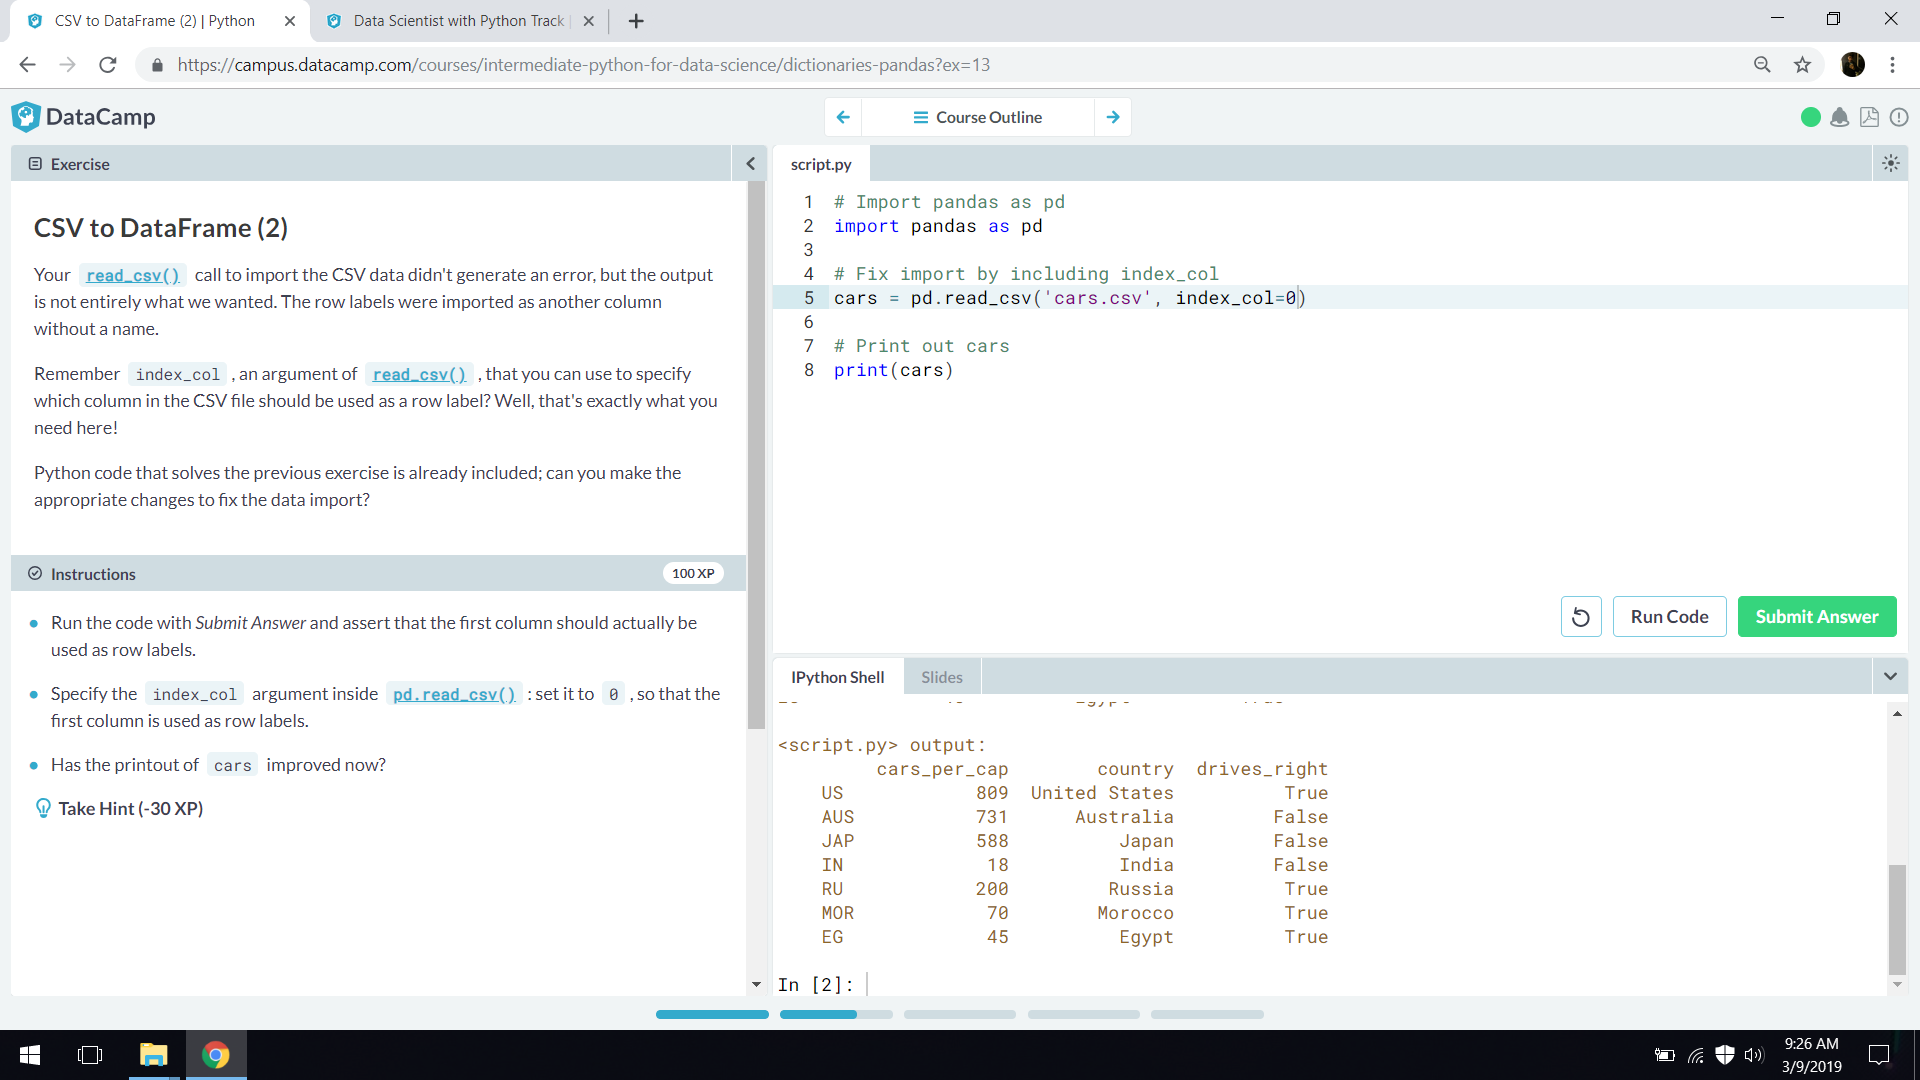 CSV to DataFrame (2) | Python
Data Scientist with Python Track
https://campus.datacamp.com/courses/intermediate-python-for-data-science/dictionaries-pandas?ex=13
DataCamp
Course Outline
Exercise
CSV to DataFrame (2)
Your read_csv() call to import the CSV data didn't generate an error, but the output
is not entirely what we wanted. The row labels were imported as another column
without a name.
Remember index_col , an argument of read_csv() , that you can use to specify
which column in the CSV file should be used as a row label? Well, that's exactly what you
need here!
Python code that solves the previous exercise is already included; can you make the
appropriate changes to fix the data import?
Instructions
100 XP
Run the code with Submit Answer and assert that the first column should actually be
used as row labels.
Specify the index_col argument inside pd.read_csv() : set it to 0 , so that the
first column is used as row labels.
Has the printout of cars improved now?
Take Hint (-30 XP)
script.py
1 # Import pandas as pd
2 import pandas as pd
3
4 # Fix import by including index_col
5 cars = pd.read_csv('cars.csv', index_col=0)
6
7 # Print out cars
8 print(cars)
Run Code
Submit Answer
IPython Shell
Slides
<script.py> output:
cars_per_cap country drives_right
US 809 United States True
AUS 731 Australia False
JAP 588 Japan False
IN 18 India False
RU 200 Russia True
MOR 70 Morocco True
EG 45 Egypt True
In [2]:
9:26 AM
3/9/2019